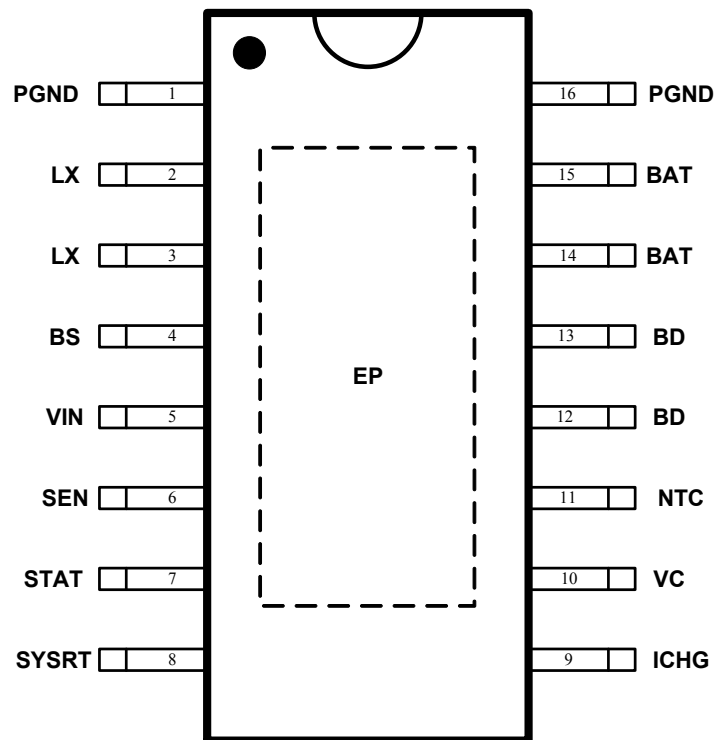 PGND 1 16 PGND
LX 2 15 BAT
LX 3 14 BAT
BS 4 13 BD
EP
VIN 5 12 BD
SEN 6 11 NTC
STAT 7 10 VC
SYSRT 8 9 ICHG